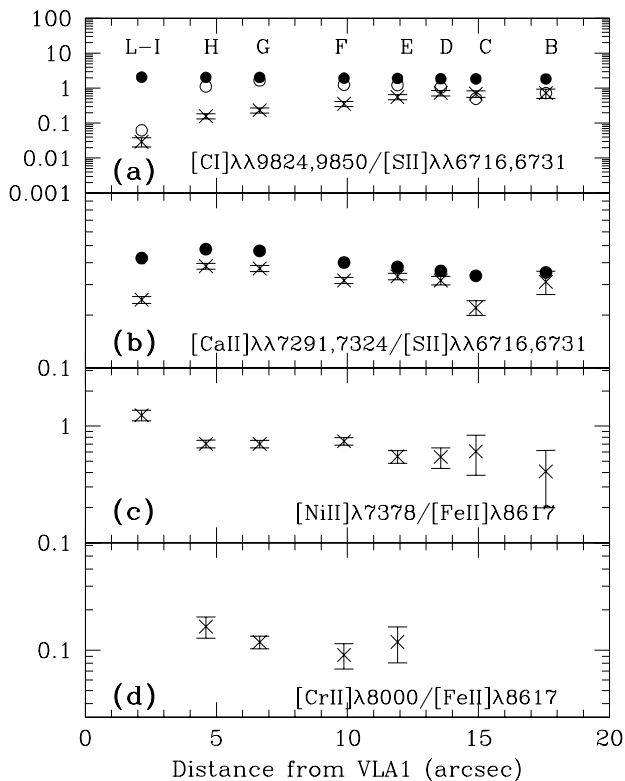 100
L-I H G F E D C B
10
1
0.1
0.01
(a) [CI]λλ9824,9850/[SII]λλ6716,6731
0.001
(b) [CaII]λλ7291,7324/[SII]λλ6716,6731
0.1
1
(c) [NiII]λ7378/[FeII]λ8617
0.1
0.1
(d) [CrII]λ8000/[FeII]λ8617
0 5 10 15 20
Distance from VLA1 (arcsec)